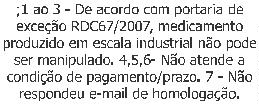 ;1 ao 3 - De acordo com portaria de
exceção RDC67/2007, medicamento
produzido em escala industrial não pode
ser manipulado. 4,5,6- Não atende a
condição de pagamento/prazo. 7 - Não
respondeu e-mail de homologação.